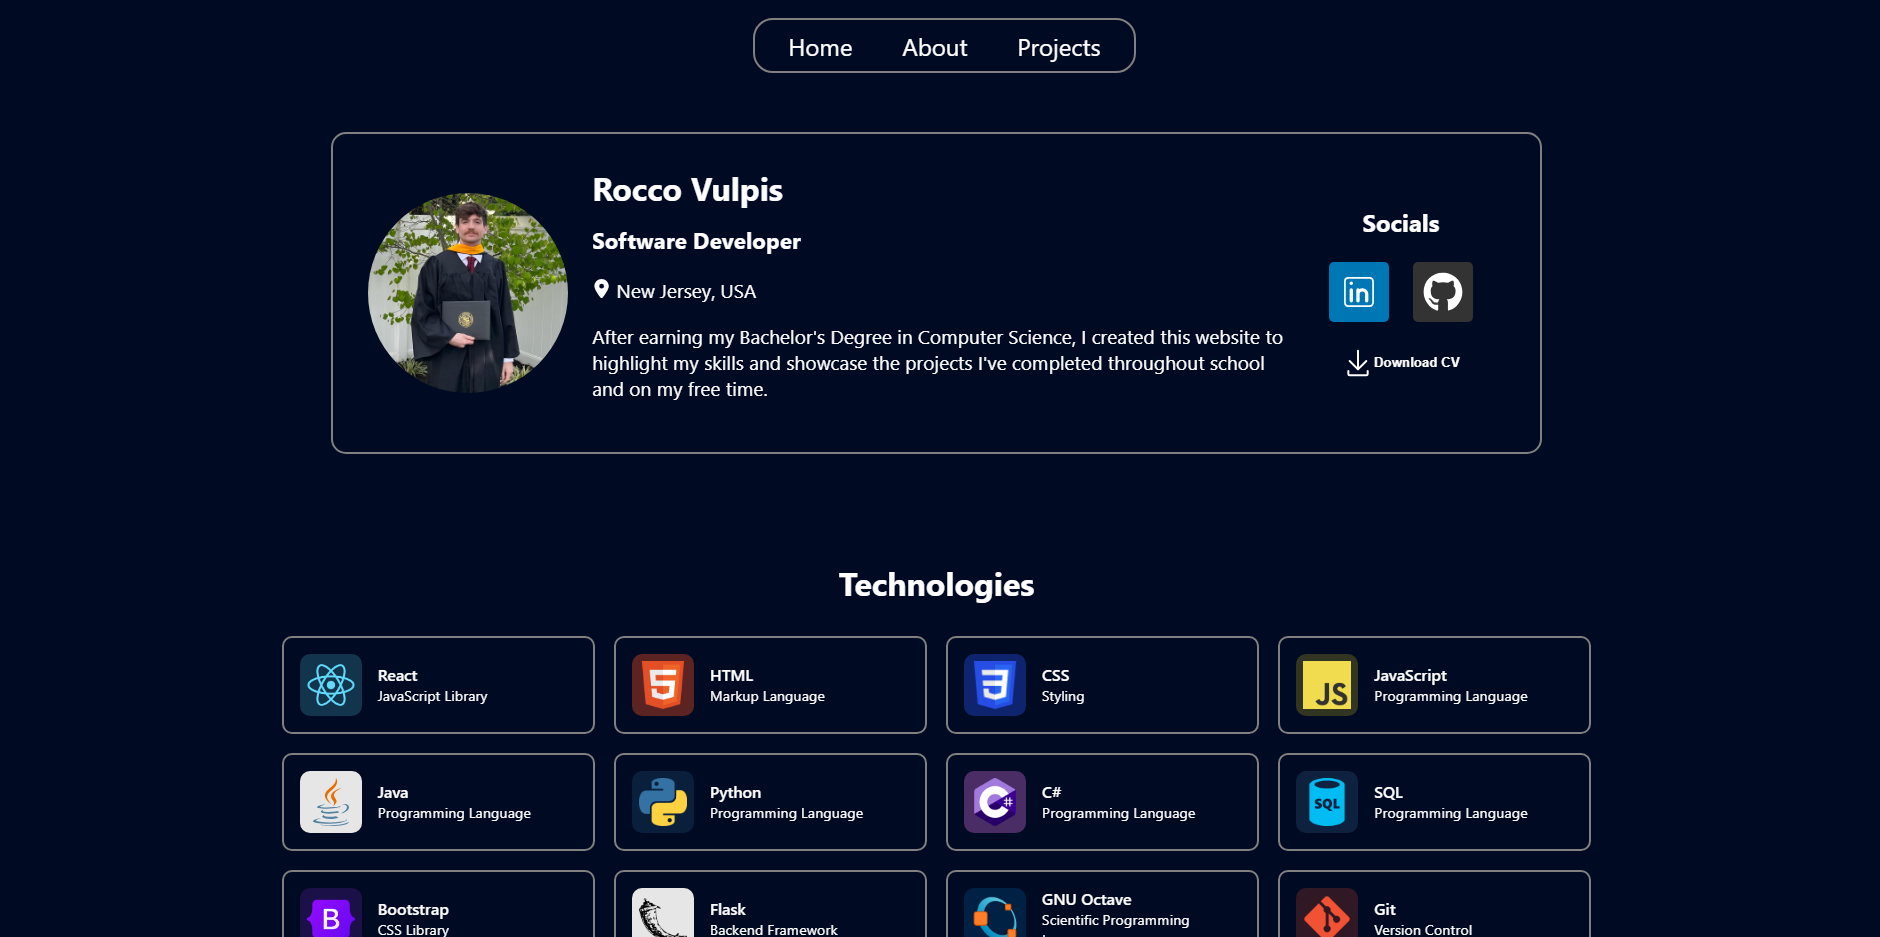 Home About Projects
Rocco Vulpis
Software Developer
New Jersey, USA
After earning my Bachelor's Degree in Computer Science, I created this website to
highlight my skills and showcase the projects I've completed throughout school
and on my free time.
Socials
in
Download CV
Technologies
React
JavaScript Library
5
HTML
Markup Language
3
CSS
Styling
JS
JavaScript
Programming Language
Java
Programming Language
Python
Programming Language
C#
C#
Programming Language
SQL
SQL
Programming Language
B
Bootstrap
CSS Library
Flask
Backend Framework
GNU Octave
Scientific Programming
Git
Version Control